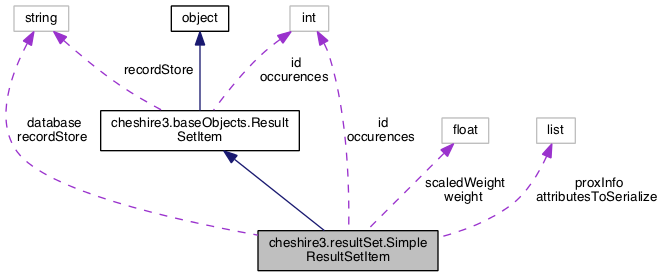 string
object
int
recordStore
id
occurences
cheshire3.baseObjects.Result
SetItem
database
recordStore
id
occurences
float
list
scaledWeight
weight
proxInfo
attributesToSerialize
cheshire3.resultSet.Simple
ResultSetItem